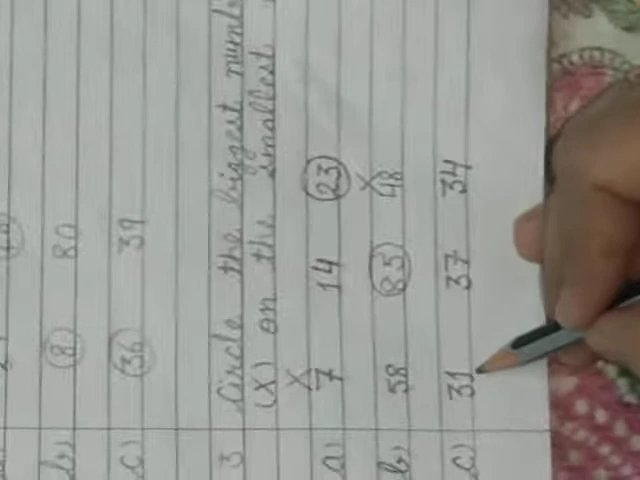 b) 8 80
c) 36 39
3 Circle the biggest
(X) on the smallest
a) 7 14 23
b) 58 85 48
c) 31 37 34